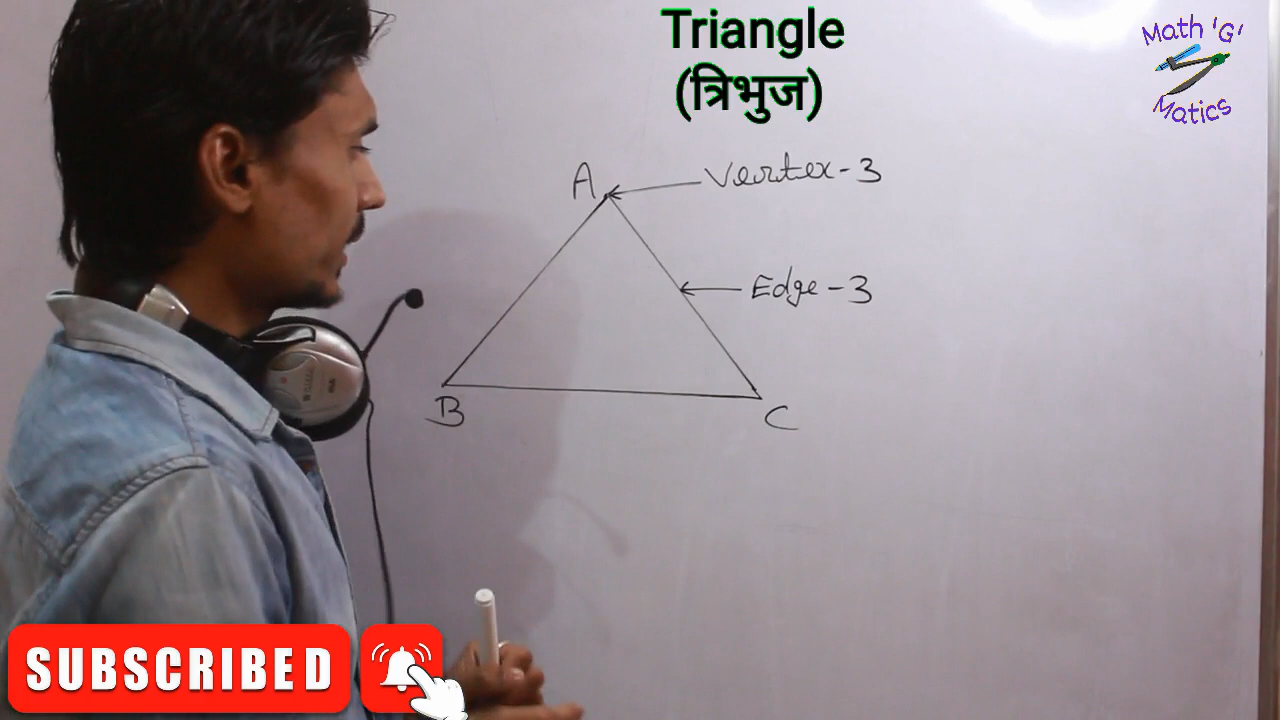 Triangle
(त्रिभुज)
Math 'G'
Matics
A
Vertex-3
Edge-3
B
C
SUBSCRIBED